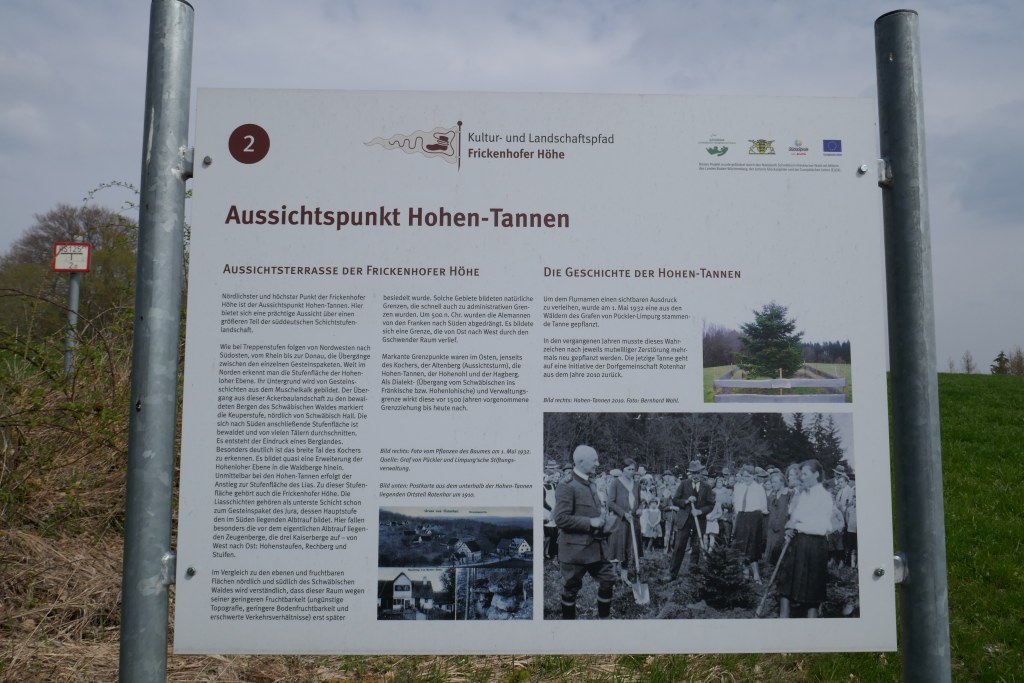 2
Kultur- und Landschaftspfad
Frickenhofer Höhe
Aussichtspunkt Hohen-Tannen
Aussichtsterrasse der Frickenhofer Höhe
Nördlichster und höchster Punkt der Frickenhofer
Höhe ist der Aussichtspunkt Hohen-Tannen. Hier
bietet sich eine prächtige Aussicht über einen
größeren Teil der süddeutschen Schichtstufen-
landschaft.
Wie bei Treppenstufen folgen von Nordwesten nach
Südosten, vom Rhein bis zur Donau, die Übergänge
zwischen den einzelnen Gesteinspaketen. Weit im
Norden erkennt man die Stufenfläche der Hohen-
loher Ebene. Ihr Untergrund wird von Gesteins-
schichten aus dem Muschelkalk gebildet. Der Über-
gang aus dieser Ackerbaulandschaft zu den bewal-
deten Bergen des Schwäbischen Waldes markiert
die Keuperstufe, nördlich von Schwäbisch Hall. Die
sich nach Süden anschließende Stufenfläche ist
bewaldet und von vielen Tälern durchschnitten.
Es entsteht der Eindruck eines Berglandes.
Besonders deutlich ist das breite Tal des Kochers
zu erkennen. Es bildet quasi eine Erweiterung der
Hohenloher Ebene in die Waldberge hinein.
Unmittelbar bei den Hohen-Tannen erfolgt der
Anstieg zur Stufenfläche des Lias. Zu dieser Stufen-
fläche gehört auch die Frickenhofer Höhe. Die
Liasschichten gehören als unterste Schicht schon
zum Gesteinspaket des Jura, dessen Hauptstufe
den im Süden liegenden Albtrauf bildet. Hier fallen
besonders die vor dem eigentlichen Albtrauf liegen-
den Zeugenberge, die drei Kaiserberge auf – von
West nach Ost: Hohenstaufen, Rechberg und
Stuifen.
Im Vergleich zu den ebenen und fruchtbaren
Flächen nördlich und südlich des Schwäbischen
Waldes wird verständlich, dass dieser Raum wegen
seiner geringeren Fruchtbarkeit (ungünstige
Topografie, geringere Bodenfruchtbarkeit und
erschwerte Verkehrsverhältnisse) erst später
besiedelt wurde. Solche Gebiete bildeten natürliche
Grenzen, die schnell auch zu administrativen Gren-
zen wurden. Um 500 n. Chr. wurden die Alemannen
von den Franken nach Süden abgedrängt. Es bildete
sich eine Grenze, die von Ost nach West durch den
Gschwender Raum verlief.
Markante Grenzpunkte waren im Osten, jenseits
des Kochers, der Altenberg (Aussichtsturm), die
Hohen-Tannen, der Hohenohl und der Hagberg.
Als Dialekt- (Übergang vom Schwäbischen ins
Fränkische bzw. Hohenlohische) und Verwaltungs-
grenze wirkt diese vor 1500 Jahren vorgenommene
Grenzziehung bis heute nach.
Bild rechts: Foto vom Pflanzen des Baumes am 1. Mai 1932.
Quelle: Graf von Pückler und Limpurg'sche Stiftungs-
verwaltung.
Bild unten: Postkarte aus dem unterhalb der Hohen-Tannen
liegenden Ortsteil Rotenhar um 1910.
Die Geschichte der Hohen-Tannen
Um dem Flurnamen einen sichtbaren Ausdruck
zu verleihen, wurde am 1. Mai 1932 eine aus den
Wäldern des Grafen von Pückler-Limpurg stammen-
de Tanne gepflanzt.
In den vergangenen Jahren musste dieses Wahr-
zeichen nach jeweils mutwilliger Zerstörung mehr-
mals neu gepflanzt werden. Die jetzige Tanne geht
auf eine Initiative der Dorfgemeinschaft Rotenhar
aus dem Jahre 2010 zurück.
Bild rechts: Hohen-Tannen 2010. Foto: Bernhard Wahl.